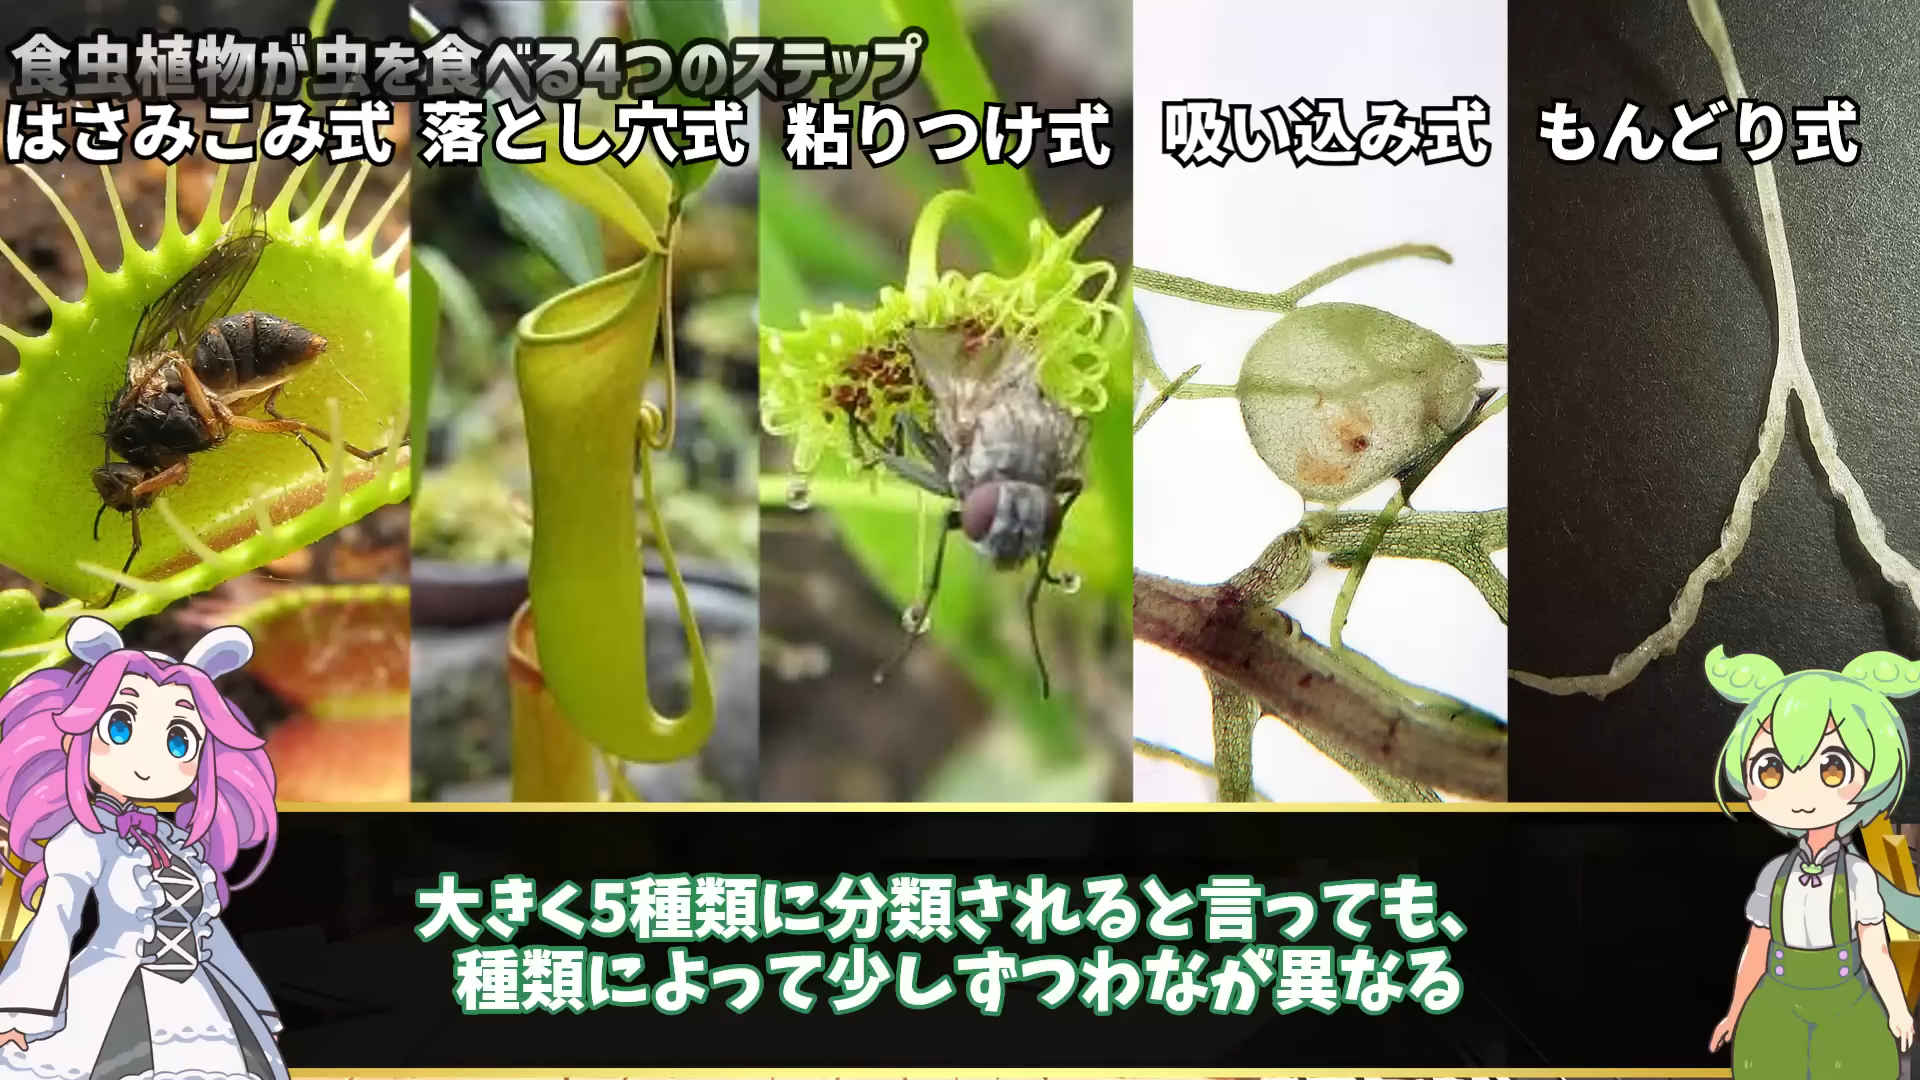 食虫植物が虫を食べる4つのステップ
はさみこみ式 落とし穴式 粘りつけ式 吸い込み式 もんどり式
大きく5種類に分類されると言っても、
種類によって少しずつわなが異なる